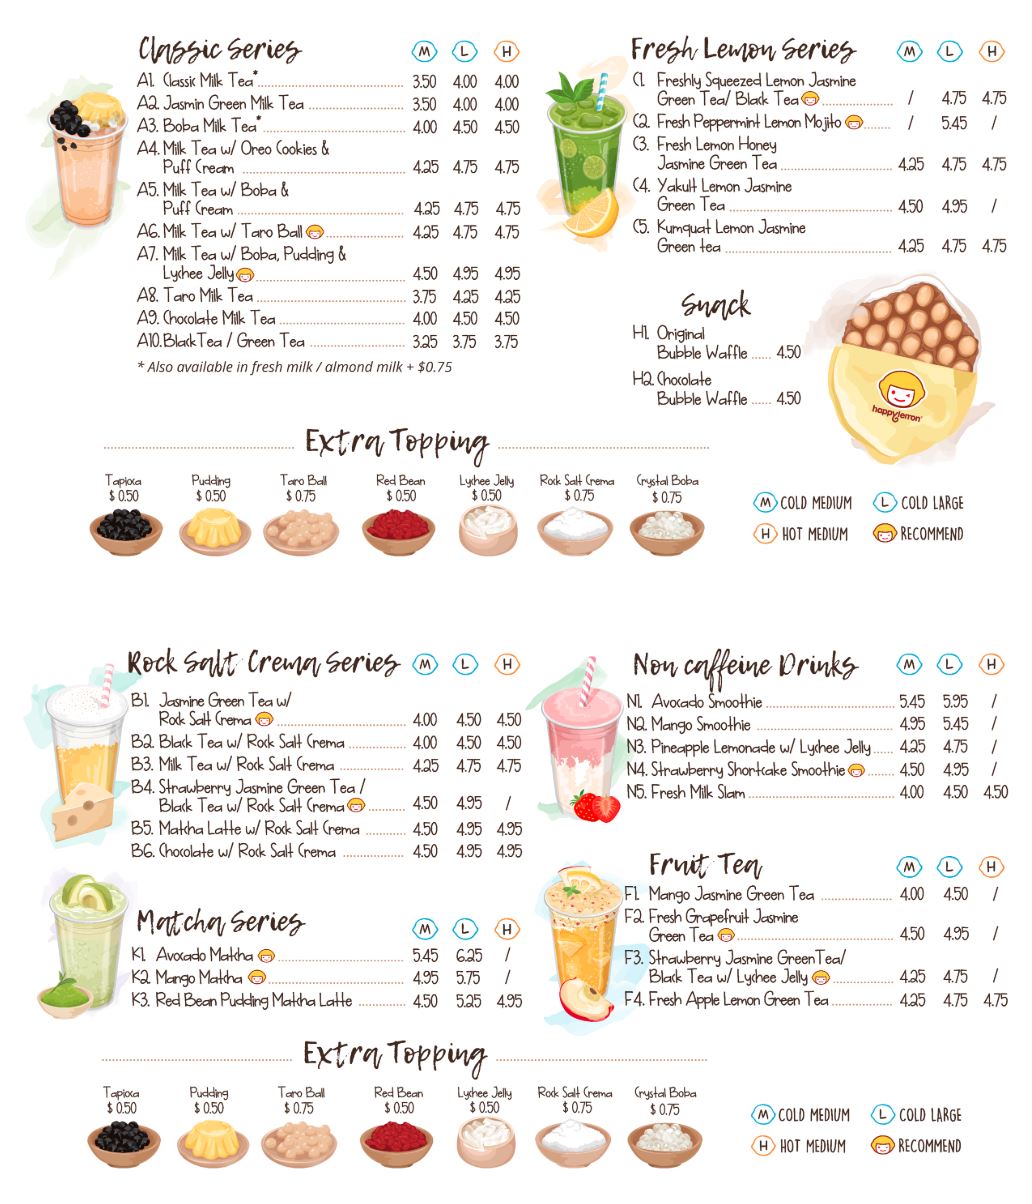 Classic Series M L H
A1. Classic Milk Tea* 3.50 4.00 4.00
A2. Jasmin Green Milk Tea 3.50 4.00 4.00
A3. Boba Milk Tea* 4.00 4.50 4.50
A4. Milk Tea w/ Oreo Cookies &
Puff Cream 4.25 4.75 4.75
A5. Milk Tea w/ Boba &
Puff Cream 4.25 4.75 4.75
A6. Milk Tea w/ Taro Ball 4.25 4.75 4.75
A7. Milk Tea w/ Boba, Pudding &
Lychee Jelly 4.50 4.95 4.95
A8. Taro Milk Tea 3.75 4.25 4.25
A9. Chocolate Milk Tea 4.00 4.50 4.50
A10. BlackTea / Green Tea 3.25 3.75 3.75
* Also available in fresh milk / almond milk + $0.75
Fresh Lemon Series M L H
C1. Freshly Squeezed Lemon Jasmine
Green Tea/ Black Tea / 4.75 4.75
C2. Fresh Peppermint Lemon Mojito / 5.45 /
C3. Fresh Lemon Honey
Jasmine Green Tea 4.25 4.75 4.75
C4. Yakult Lemon Jasmine
Green Tea 4.50 4.95 /
C5. Kumquat Lemon Jasmine
Green tea 4.25 4.75 4.75
Snack
H1. Original
Bubble Waffle 4.50
H2. Chocolate
Bubble Waffle 4.50
happylemon
Extra Topping
Tapioca Pudding Taro Ball Red Bean Lychee Jelly Rock Salt Crema Crystal Boba
$ 0.50 $ 0.50 $ 0.75 $ 0.50 $ 0.50 $ 0.75 $ 0.75
M COLD MEDIUM L COLD LARGE
H HOT MEDIUM RECOMMEND
Rock Salt Crema Series M L H
B1. Jasmine Green Tea w/
Rock Salt Crema 4.00 4.50 4.50
B2. Black Tea w/ Rock Salt Crema 4.00 4.50 4.50
B3. Milk Tea w/ Rock Salt Crema 4.25 4.75 4.75
B4. Strawberry Jasmine Green Tea /
Black Tea w/ Rock Salt Crema 4.50 4.95 /
B5. Matcha Latte w/ Rock Salt Crema 4.50 4.95 4.95
B6. Chocolate w/ Rock Salt Crema 4.50 4.95 4.95
Matcha Series M L H
K1. Avocado Matcha 5.45 6.25 /
K2. Mango Matcha 4.95 5.75 /
K3. Red Bean Pudding Matcha Latte 4.50 5.25 4.95
Non caffeine Drinks M L H
N1. Avocado Smoothie 5.45 5.95 /
N2. Mango Smoothie 4.95 5.45 /
N3. Pineapple Lemonade w/ Lychee Jelly 4.25 4.75 /
N4. Strawberry Shortcake Smoothie 4.50 4.95 /
N5. Fresh Milk Slam 4.00 4.50 4.50
Fruit Tea M L H
F1. Mango Jasmine Green Tea 4.00 4.50 /
F2. Fresh Grapefruit Jasmine
Green Tea 4.50 4.95 /
F3. Strawberry Jasmine GreenTea/
Black Tea w/ Lychee Jelly 4.25 4.75 /
F4. Fresh Apple Lemon Green Tea 4.25 4.75 4.75
Extra Topping
Tapioca Pudding Taro Ball Red Bean Lychee Jelly Rock Salt Crema Crystal Boba
$ 0.50 $ 0.50 $ 0.75 $ 0.50 $ 0.50 $ 0.75 $ 0.75
M COLD MEDIUM L COLD LARGE
H HOT MEDIUM RECOMMEND